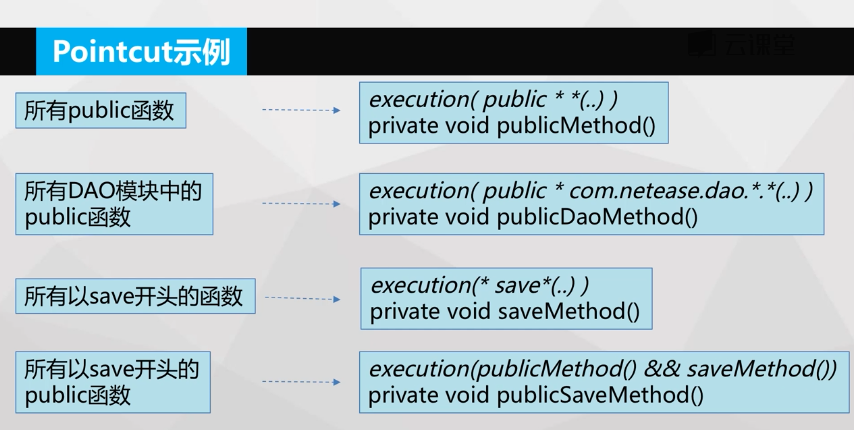 Pointcut示例
云课堂
所有public函数
execution( public * *(..) )
private void publicMethod()
所有DAO模块中的
public函数
execution( public * com.netease.dao.*.*(..) )
private void publicDaoMethod()
所有以save开头的函数
execution(* save*(..) )
private void saveMethod()
所有以save开头的
public函数
execution(publicMethod() && saveMethod())
private void publicSaveMethod()